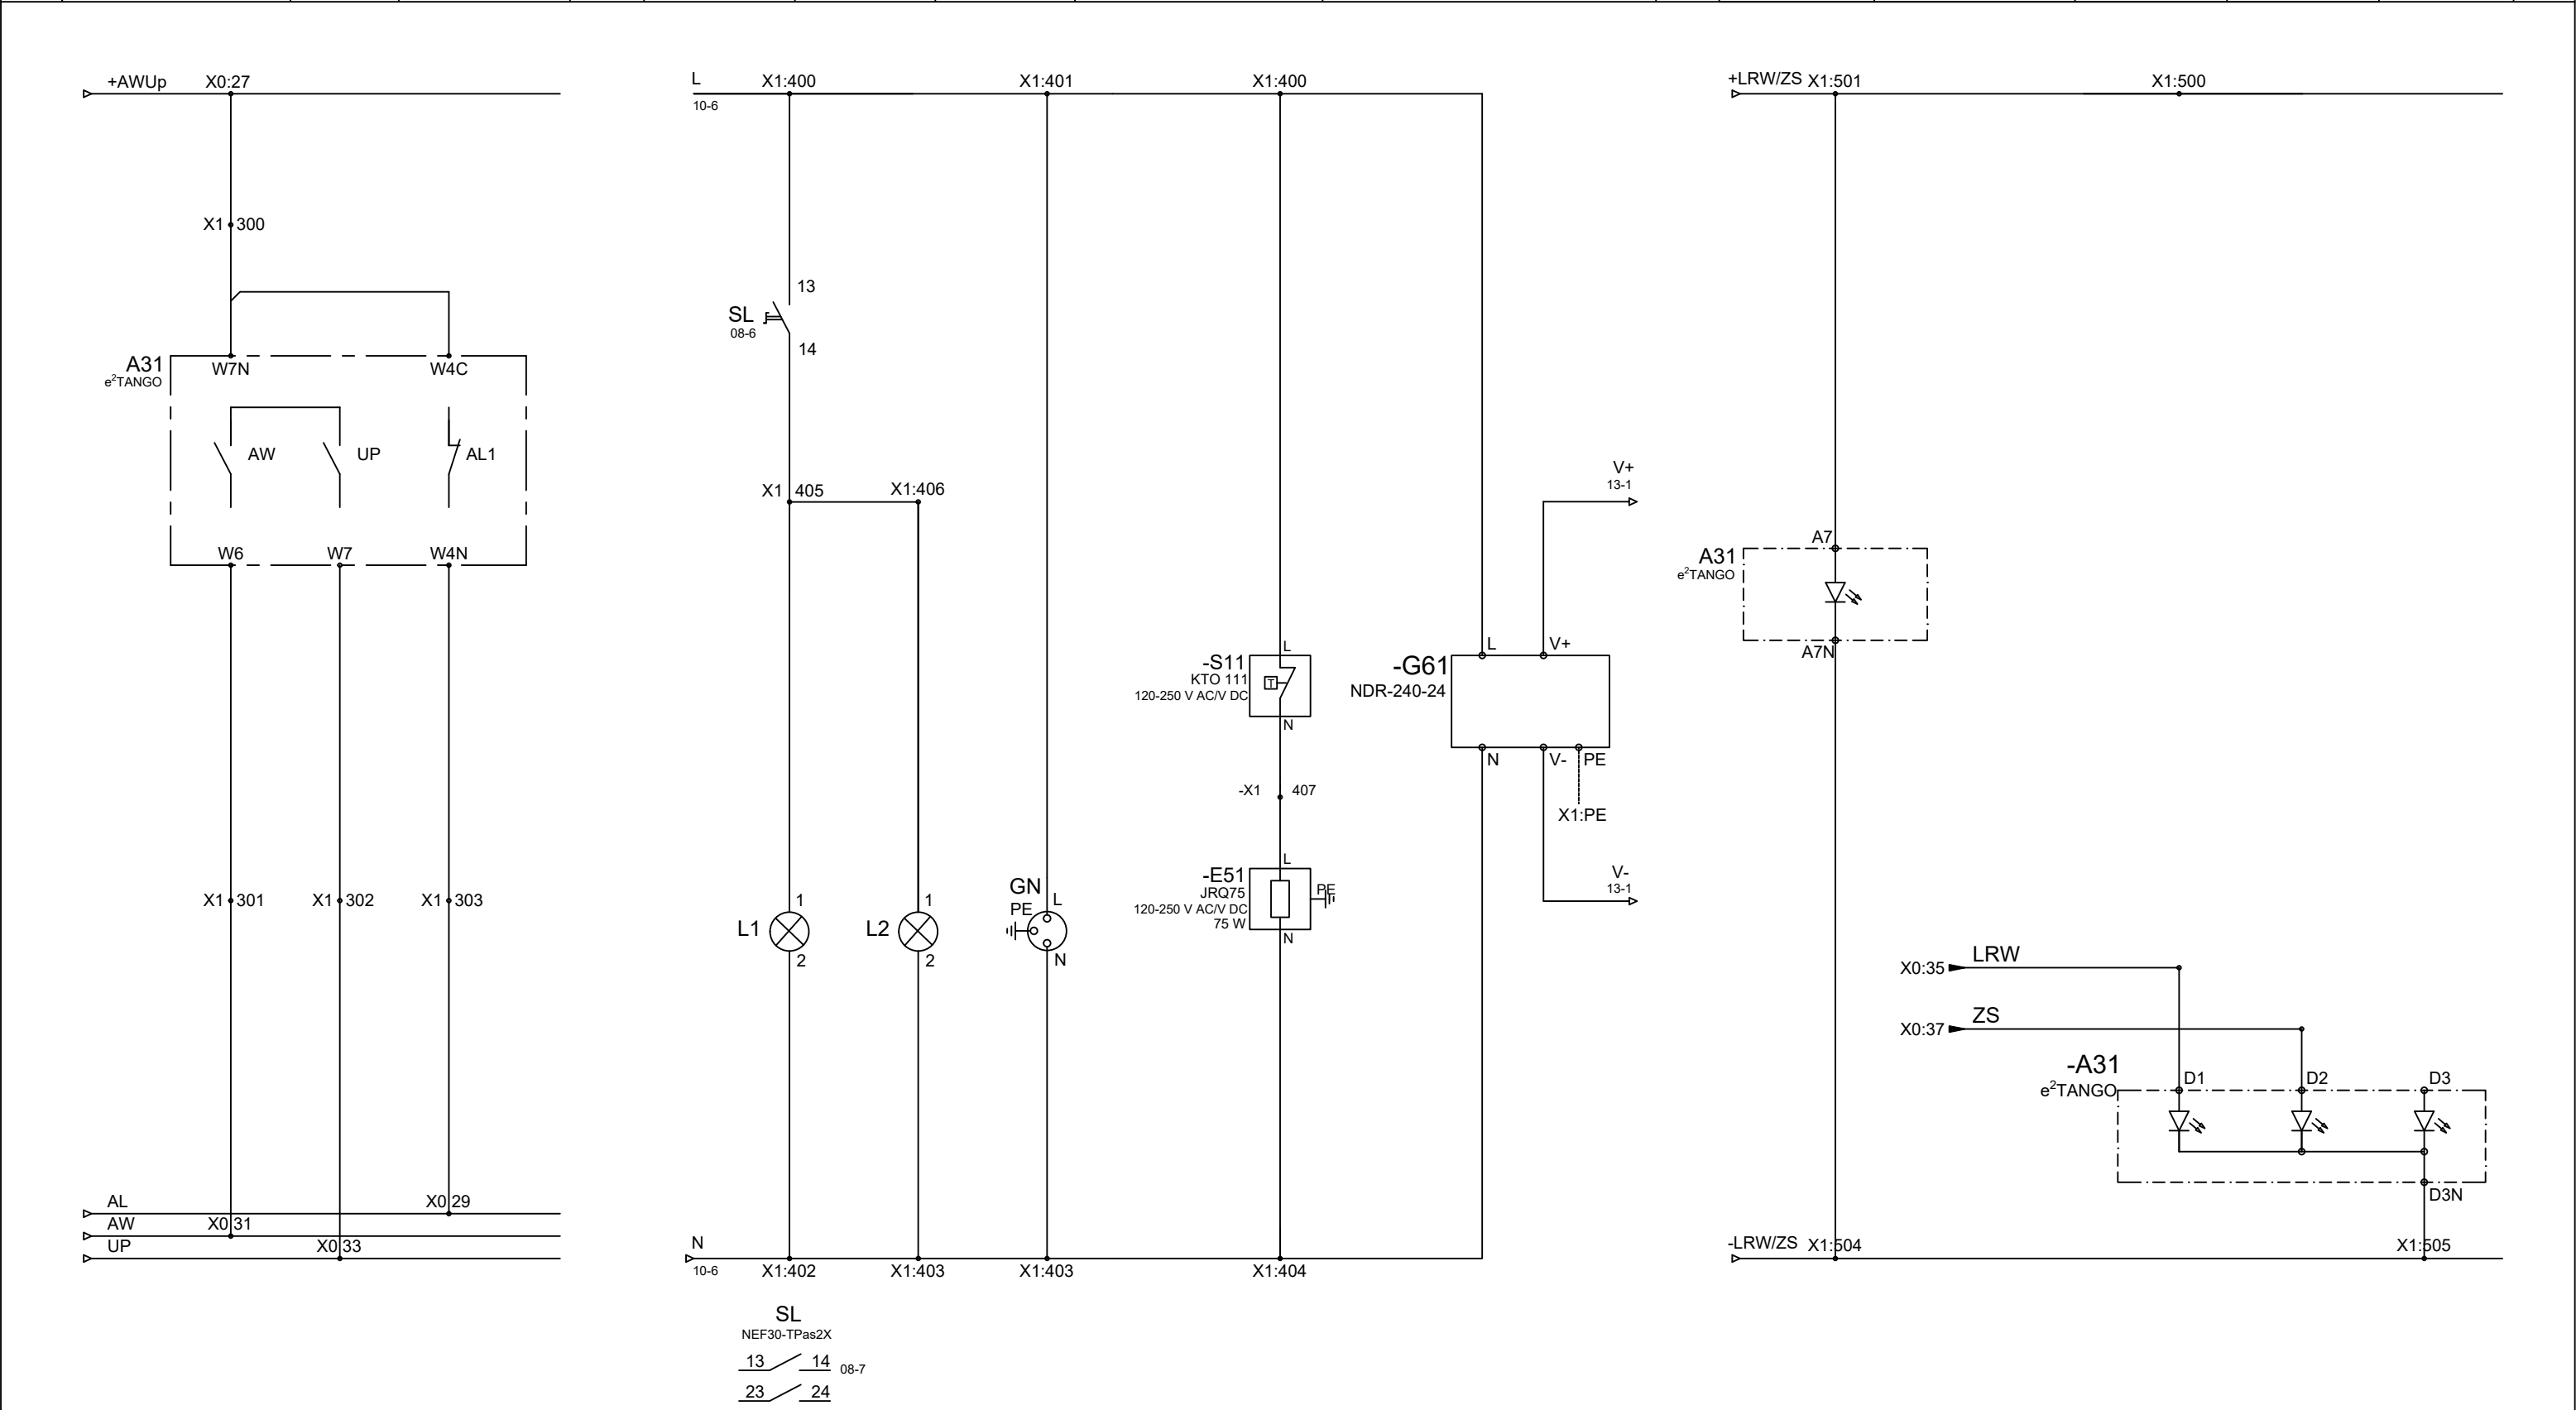 +AWUp X0:27
X1 300
A31
e²TANGO
W7N W4C
AW UP AL1
W6 W7 W4N
X1 301 X1 302 X1 303
AL X0 29
AW X0 31
UP X0 33
L X1:400 X1:401 X1:400
10-6
13
SL
08-6
14
X1 405 X1:406
L1 1 2
L2 1 2
GN
PE L
N
L
-S11
KTO 111
120-250 V AC/V DC
N
-X1 407
L
-E51
JRQ75
120-250 V AC/V DC
75 W
PE
N
-G61
NDR-240-24
L V+
N V- PE
X1:PE
V+
13-1
V-
13-1
N
10-6
X1:402 X1:403 X1:403 X1:404
SL
NEF30-TPas2X
13 14 08-7
23 24
+LRW/ZS X1:501 X1:500
A7
A31
e²TANGO
A7N
X0:35 LRW
X0:37 ZS
-A31
e²TANGO
D1 D2 D3
D3N
-LRW/ZS X1:504 X1:505